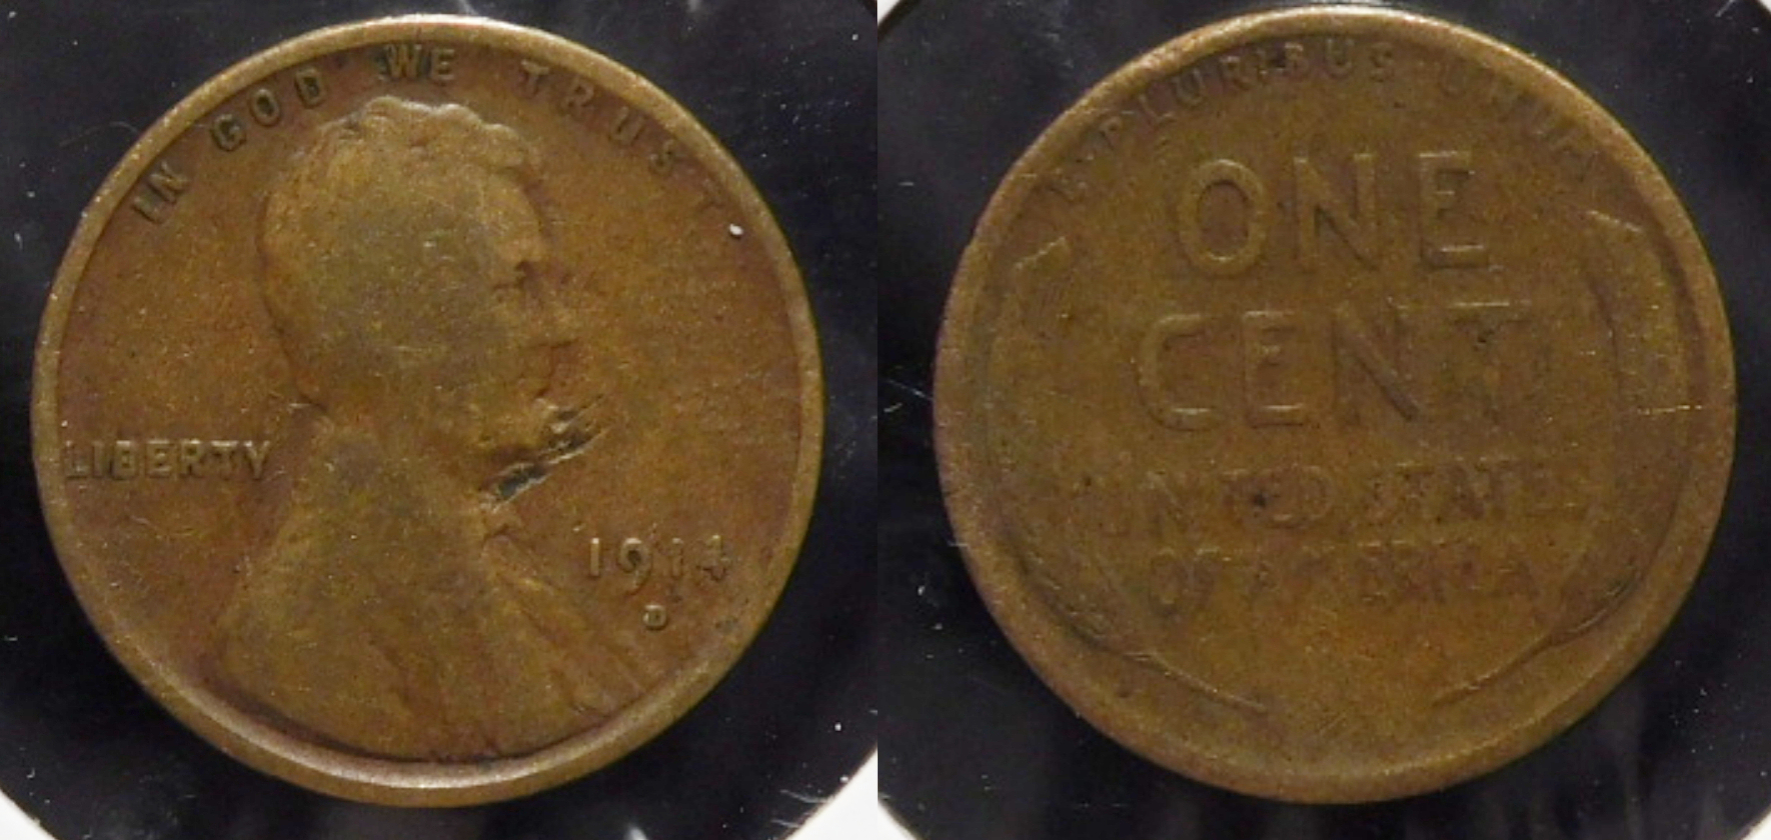 IN GOD WE TRUST
LIBERTY
1914
D
E PLURIBUS UNUM
ONE
CENT
UNITED STATES
OF AMERICA